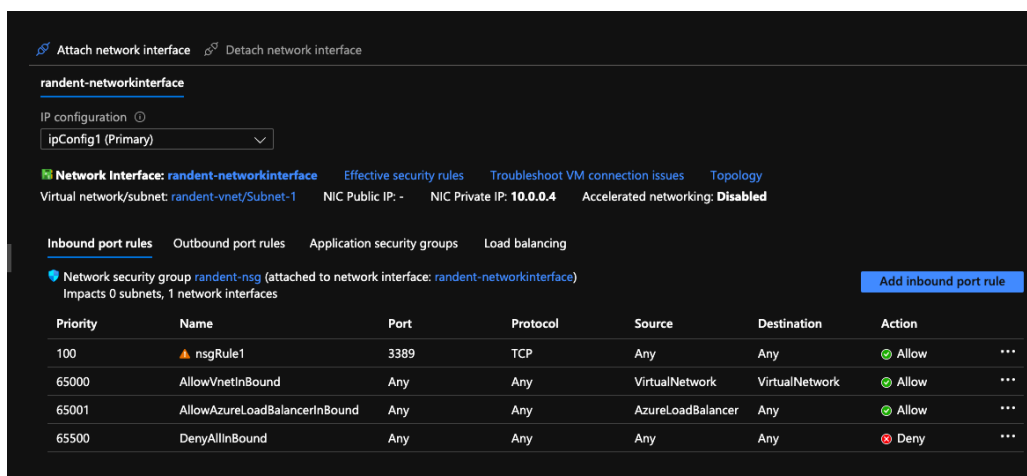 Attach network interface Detach network interface
randent-networkinterface
IP configuration
ipConfig1 (Primary)
Network Interface: randent-networkinterface Effective security rules Troubleshoot VM connection issues Topology
Virtual network/subnet: randent-vnet/Subnet-1 NIC Public IP: - NIC Private IP: 10.0.0.4 Accelerated networking: Disabled
Inbound port rules Outbound port rules Application security groups Load balancing
Network security group randent-nsg (attached to network interface: randent-networkinterface)
Impacts 0 subnets, 1 network interfaces
Add inbound port rule
Priority Name Port Protocol Source Destination Action
100 nsgRule1 3389 TCP Any Any Allow
65000 AllowVnetInBound Any Any VirtualNetwork VirtualNetwork Allow
65001 AllowAzureLoadBalancerInBound Any Any AzureLoadBalancer Any Allow
65500 DenyAllInBound Any Any Any Any Deny